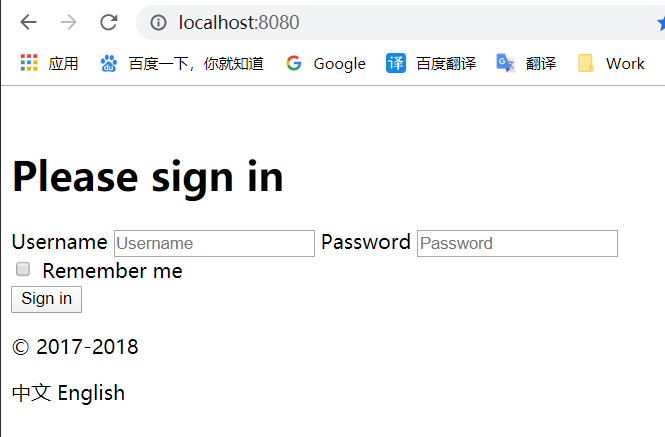 localhost:8080
应用 百度一下，你就知道 Google 译 百度翻译 翻译 Work
Please sign in
Username Username Password Password
Remember me
Sign in
© 2017-2018
中文 English